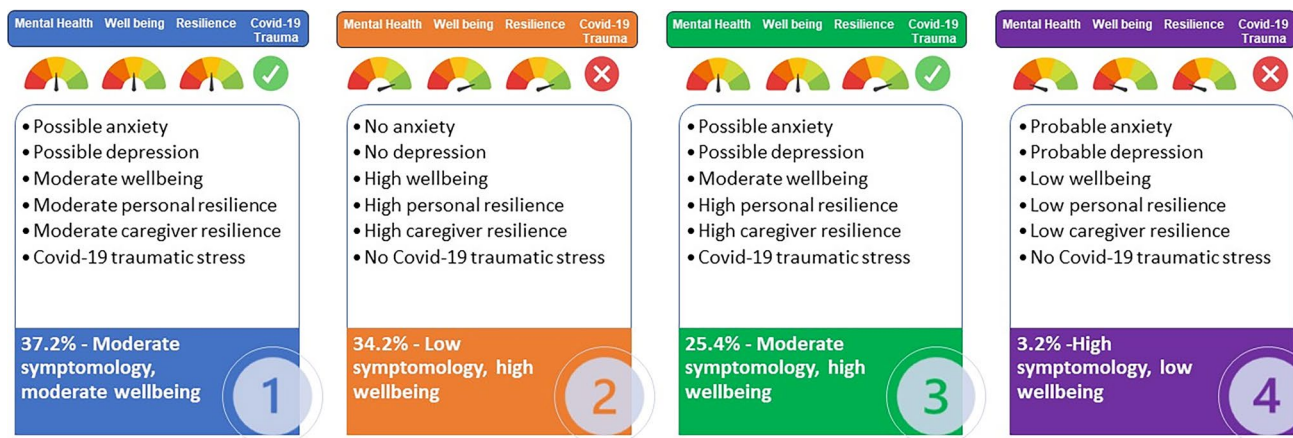 Mental Health Well being Resilience Covid-19
Trauma
• Possible anxiety
• Possible depression
• Moderate wellbeing
• Moderate personal resilience
• Moderate caregiver resilience
• Covid-19 traumatic stress
37.2% - Moderate
symptomology,
moderate wellbeing
1
Mental Health Well being Resilience Covid-19
Trauma
• No anxiety
• No depression
• High wellbeing
• High personal resilience
• High caregiver resilience
• No Covid-19 traumatic stress
34.2% - Low
symptomology, high
wellbeing
2
Mental Health Well being Resilience Covid-19
Trauma
• Possible anxiety
• Possible depression
• Moderate wellbeing
• High personal resilience
• High caregiver resilience
• Covid-19 traumatic stress
25.4% - Moderate
symptomology, high
wellbeing
3
Mental Health Well being Resilience Covid-19
Trauma
• Probable anxiety
• Probable depression
• Low wellbeing
• Low personal resilience
• Low caregiver resilience
• No Covid-19 traumatic stress
3.2% -High
symptomology, low
wellbeing
4